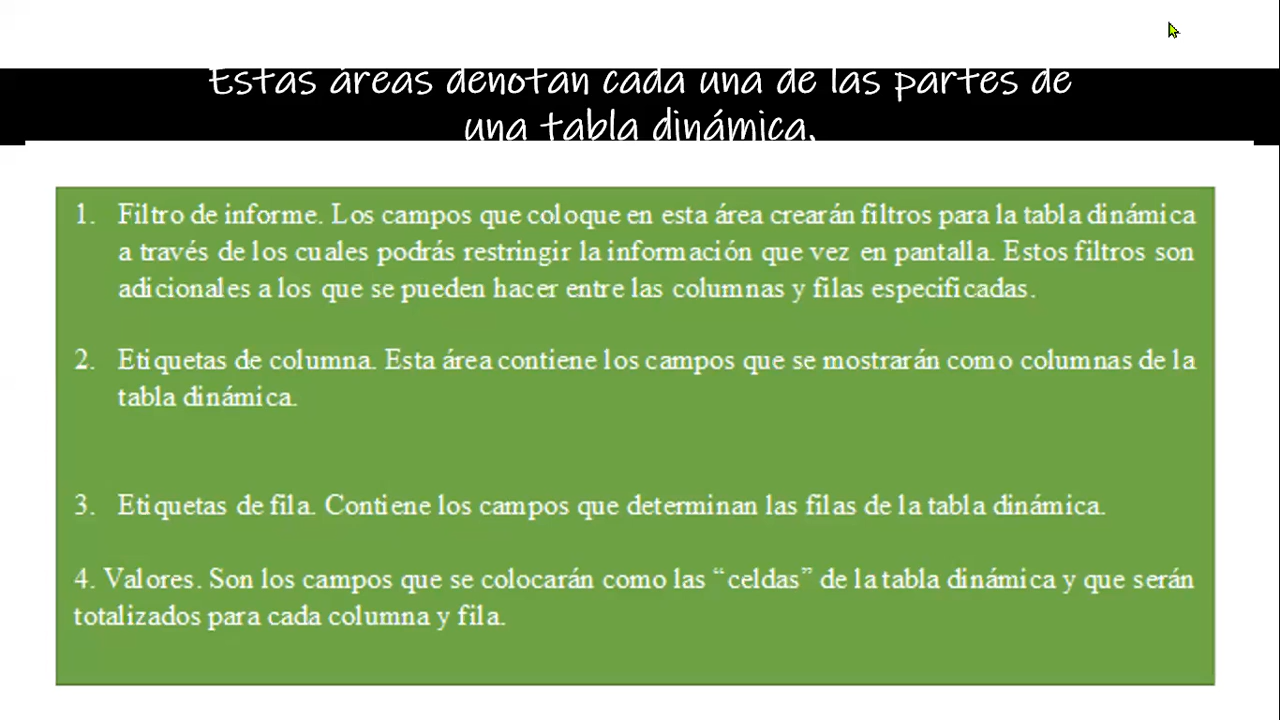 Estas áreas denotan cada una de las partes de
una tabla dinámica.
1. Filtro de informe. Los campos que coloque en esta área crearán filtros para la tabla dinámica
a través de los cuales podrás restringir la información que vez en pantalla. Estos filtros son
adicionales a los que se pueden hacer entre las columnas y filas especificadas.
2. Etiquetas de columna. Esta área contiene los campos que se mostrarán como columnas de la
tabla dinámica.
3. Etiquetas de fila. Contiene los campos que determinan las filas de la tabla dinámica.
4. Valores. Son los campos que se colocarán como las “celdas” de la tabla dinámica y que serán
totalizados para cada columna y fila.